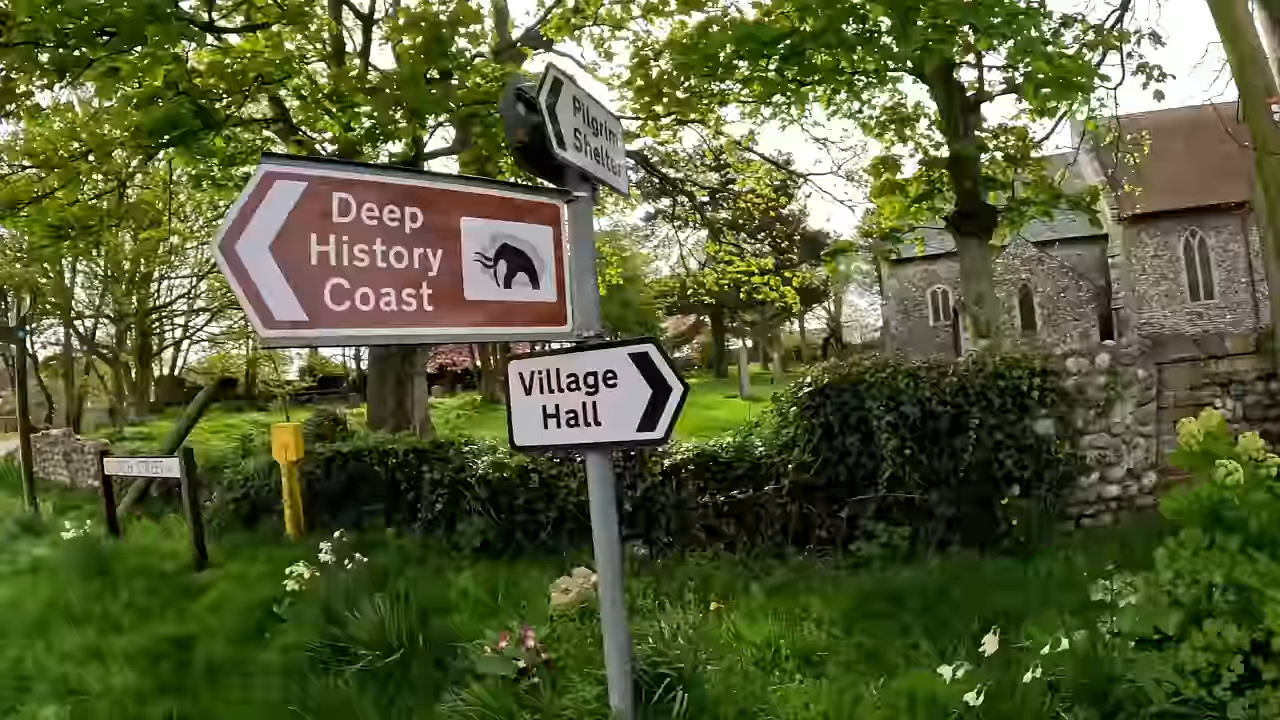 Pilgrim
Shelter
Deep
History
Coast
Village
Hall